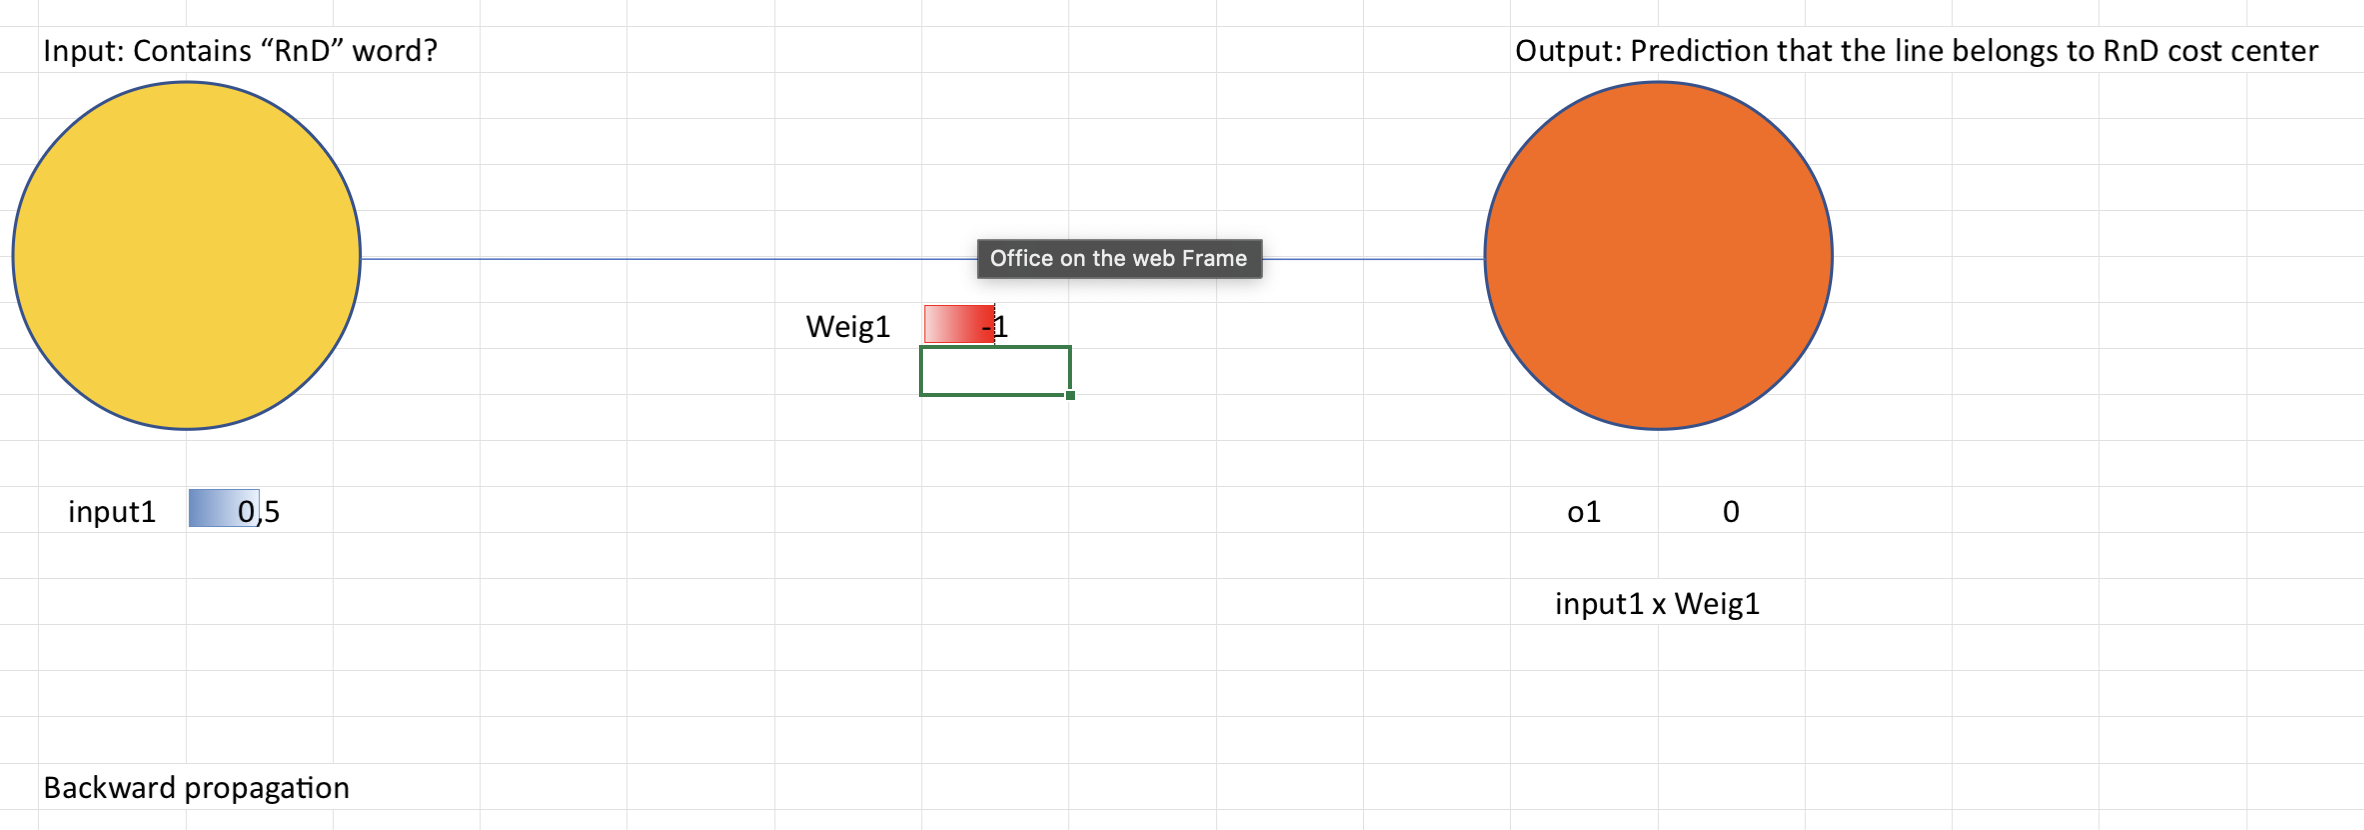 Input: Contains “RnD” word?
Output: Prediction that the line belongs to RnD cost center
Office on the web Frame
Weig1 -1
input1 0,5
o1 0
input1 x Weig1
Backward propagation